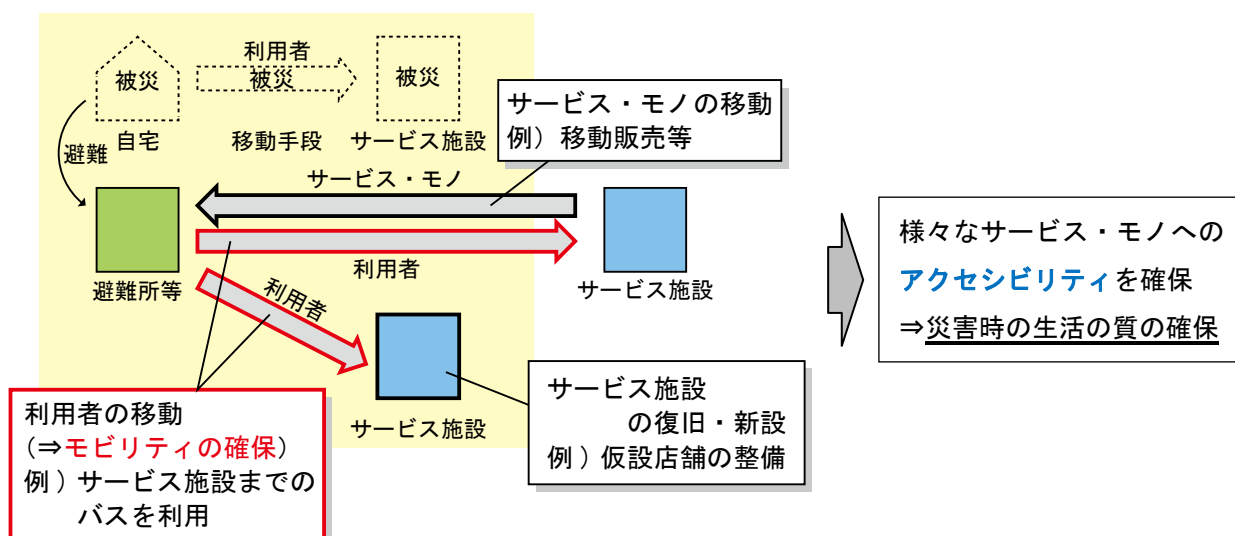 利用者
被災
被災
被災
自宅
移動手段
サービス施設
避難
サービス・モノの移動
例）移動販売等
サービス・モノ
利用者
避難所等
利用者
サービス施設
サービス施設
サービス施設
の復旧・新設
例）仮設店舗の整備
利用者の移動
(⇒モビリティの確保)
例）サービス施設までの
バスを利用
様々なサービス・モノへの
アクセシビリティを確保
⇒災害時の生活の質の確保